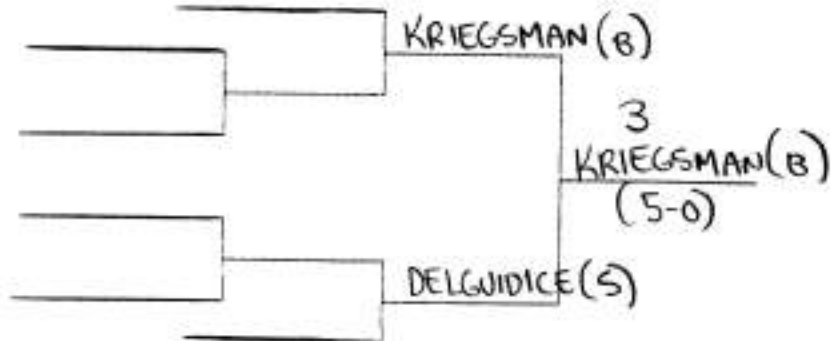 KRIEGSMAN (B)
3
KRIEGSMAN (B)
(5-0)
DELGUIDICE (S)